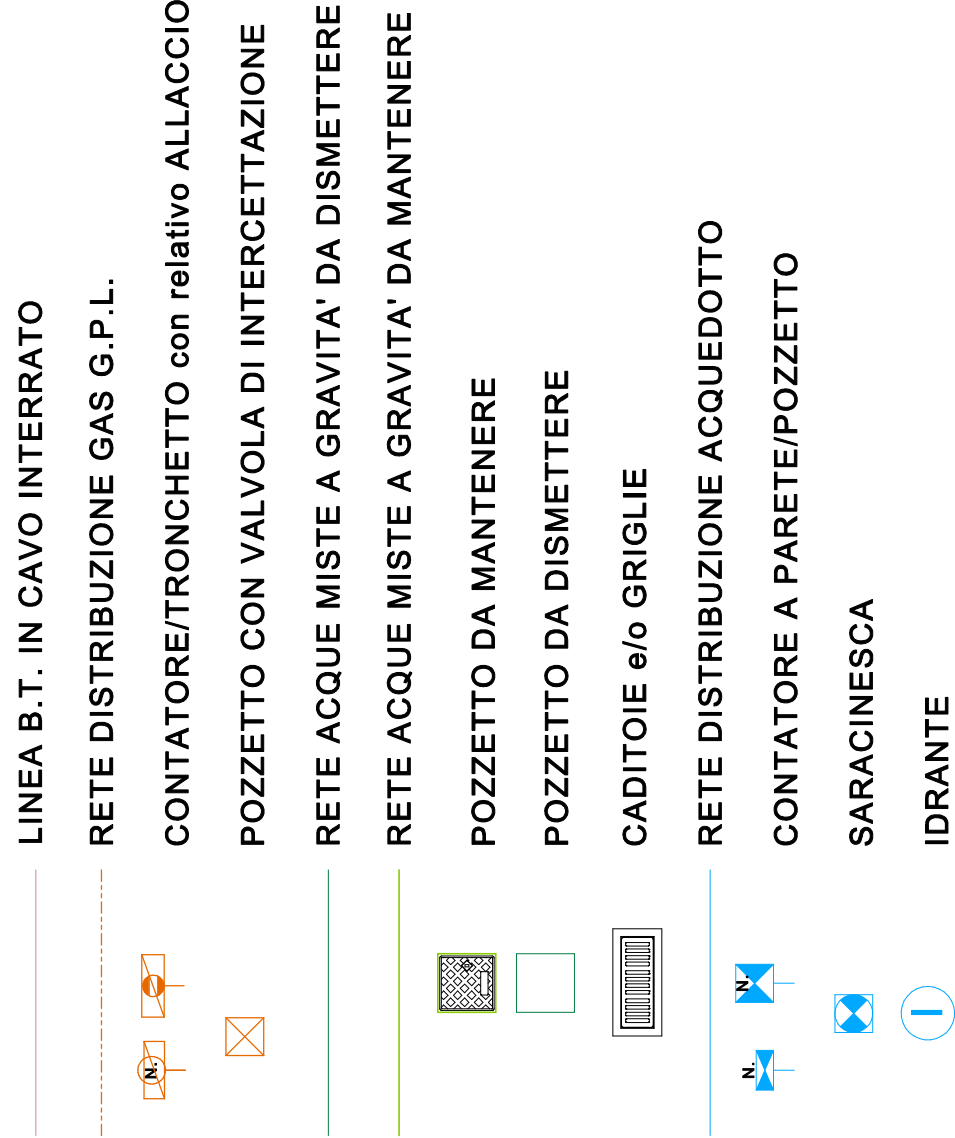 LINEA B.T. IN CAVO INTERRATO
RETE DISTRIBUZIONE GAS G.P.L.
N.
CONTATORE/TRONCHETTO con relativo ALLACCIO
POZZETTO CON VALVOLA DI INTERCETTAZIONE
RETE ACQUE MISTE A GRAVITA' DA DISMETTERE
RETE ACQUE MISTE A GRAVITA' DA MANTENERE
POZZETTO DA MANTENERE
POZZETTO DA DISMETTERE
CADITOIE e/o GRIGLIE
RETE DISTRIBUZIONE ACQUEDOTTO
N. N.
CONTATORE A PARETE/POZZETTO
SARACINESCA
IDRANTE